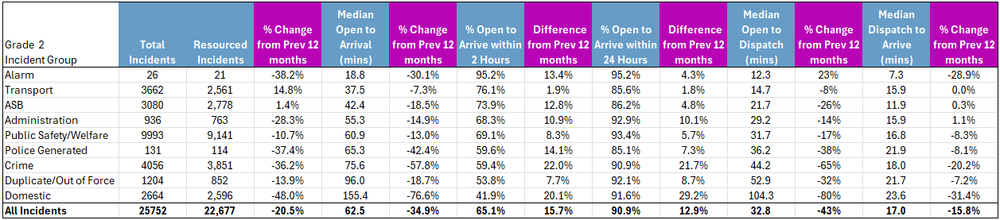 Grade 2 Incident Group | Total Incidents | Resourced Incidents | % Change from Prev 12 months | Median Open to Arrival (mins) | % Change from Prev 12 months | % Open to Arrive within 2 Hours | Difference from Prev 12 months | % Open to Arrive within 24 Hours | Difference from Prev 12 months | Median Open to Dispatch (mins) | % Change from Prev 12 months | Median Dispatch to Arrive (mins) | % Change from Prev 12 months
Alarm | 26 | 21 | -38.2% | 18.8 | -30.1% | 95.2% | 13.4% | 95.2% | 4.3% | 12.3 | 23% | 7.3 | -28.9%
Transport | 3662 | 2,561 | 14.8% | 37.5 | -7.3% | 76.1% | 1.9% | 85.6% | 1.8% | 14.7 | -8% | 15.9 | 0.0%
ASB | 3080 | 2,778 | 1.4% | 42.4 | -18.5% | 73.9% | 12.8% | 86.2% | 4.8% | 21.7 | -26% | 11.9 | 0.3%
Administration | 936 | 763 | -28.3% | 55.3 | -14.9% | 68.3% | 10.9% | 92.9% | 10.1% | 29.2 | -14% | 15.9 | 1.1%
Public Safety/Welfare | 9993 | 9,141 | -10.7% | 60.9 | -13.0% | 69.1% | 8.3% | 93.4% | 5.7% | 31.7 | -17% | 16.8 | -8.3%
Police Generated | 131 | 114 | -37.4% | 65.3 | -42.4% | 59.6% | 14.1% | 85.1% | 7.3% | 36.2 | -38% | 21.9 | -8.1%
Crime | 4056 | 3,851 | -36.2% | 75.6 | -57.8% | 59.4% | 22.0% | 90.9% | 21.7% | 44.2 | -65% | 18.0 | -20.2%
Duplicate/Out of Force | 1204 | 852 | -13.9% | 96.0 | -18.7% | 53.8% | 7.7% | 92.1% | 8.7% | 52.9 | -32% | 21.7 | -7.2%
Domestic | 2664 | 2,596 | -48.0% | 155.4 | -76.6% | 41.9% | 20.1% | 91.6% | 29.2% | 104.3 | -80% | 23.6 | -31.4%
All Incidents | 25752 | 22,677 | -20.5% | 62.5 | -34.9% | 65.1% | 15.7% | 90.9% | 12.9% | 32.8 | -43% | 17.0 | -15.8%